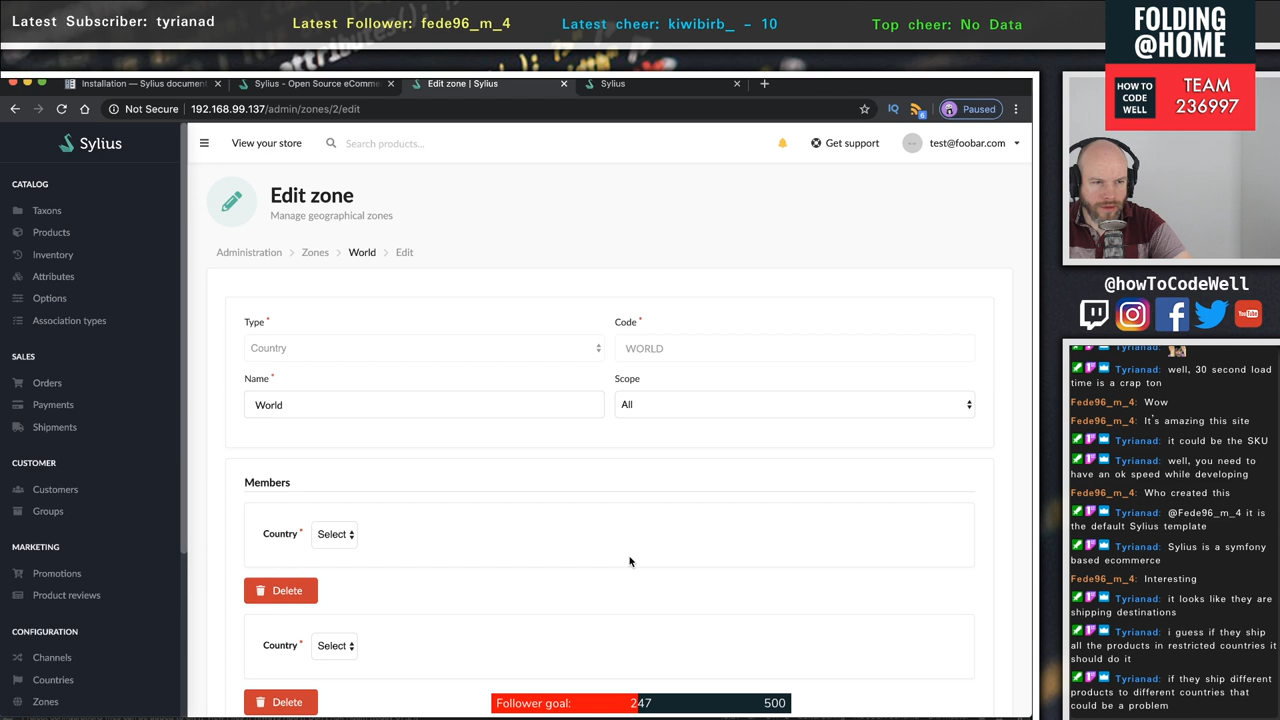 Latest Subscriber: tyrianad
Latest Follower: fede96_m_4
Latest cheer: kiwibirb_ - 10
Top cheer: No Data
FOLDING
@HOME
HOW TO
CODE
WELL
TEAM
236997
Installation — Sylius documen
Sylius - Open Source eComme
Edit zone | Sylius
Sylius
Not Secure
192.168.99.137/admin/zones/2/edit
IQ
6
Paused
Sylius
View your store
Search products...
Get support
test@foobar.com
CATALOG
Taxons
Products
Inventory
Attributes
Options
Association types
SALES
Orders
Payments
Shipments
CUSTOMER
Customers
Groups
MARKETING
Promotions
Product reviews
CONFIGURATION
Channels
Countries
Zones
Edit zone
Manage geographical zones
Administration
Zones
World
Edit
Type *
Country
Code *
WORLD
Name *
World
Scope
All
Members
Country * Select
Delete
Country * Select
Delete
Follower goal: 247 500
@howToCodeWell
You Tube
Tyrianad:
Tyrianad: well, 30 second load
time is a crap ton
Fede96_m_4: Wow
Fede96_m_4: It`s amazing this site
Tyrianad: it could be the SKU
Tyrianad: well, you need to
have an ok speed while developing
Fede96_m_4: Who created this
Tyrianad: @Fede96_m_4 it is
the default Sylius template
Tyrianad: Sylius is a symfony
based ecommerce
Fede96_m_4: Interesting
Tyrianad: it looks like they are
shipping destinations
Tyrianad: i guess if they ship
all the products in restricted countries it
should do it
Tyrianad: if they ship different
products to different countries that
could be a problem